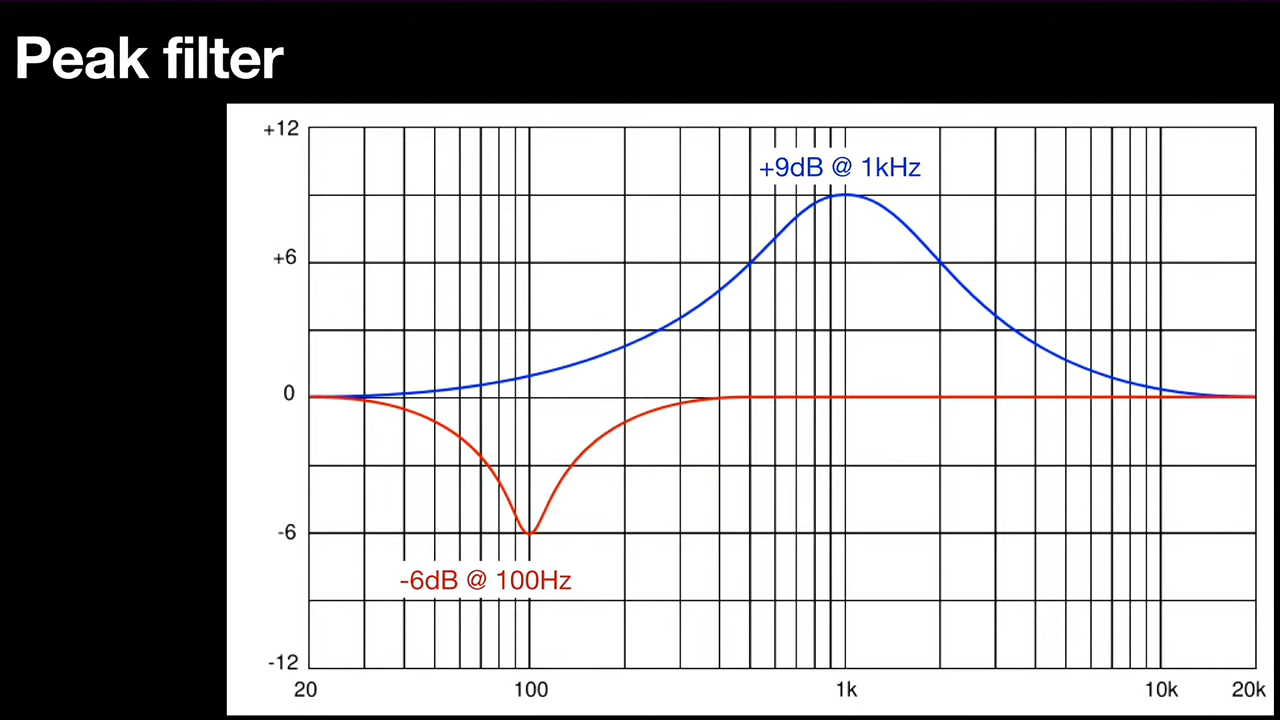 Peak filter
+12
+9dB @ 1kHz
+6
0
-6
-6dB @ 100Hz
-12
20 100 1k 10k 20k